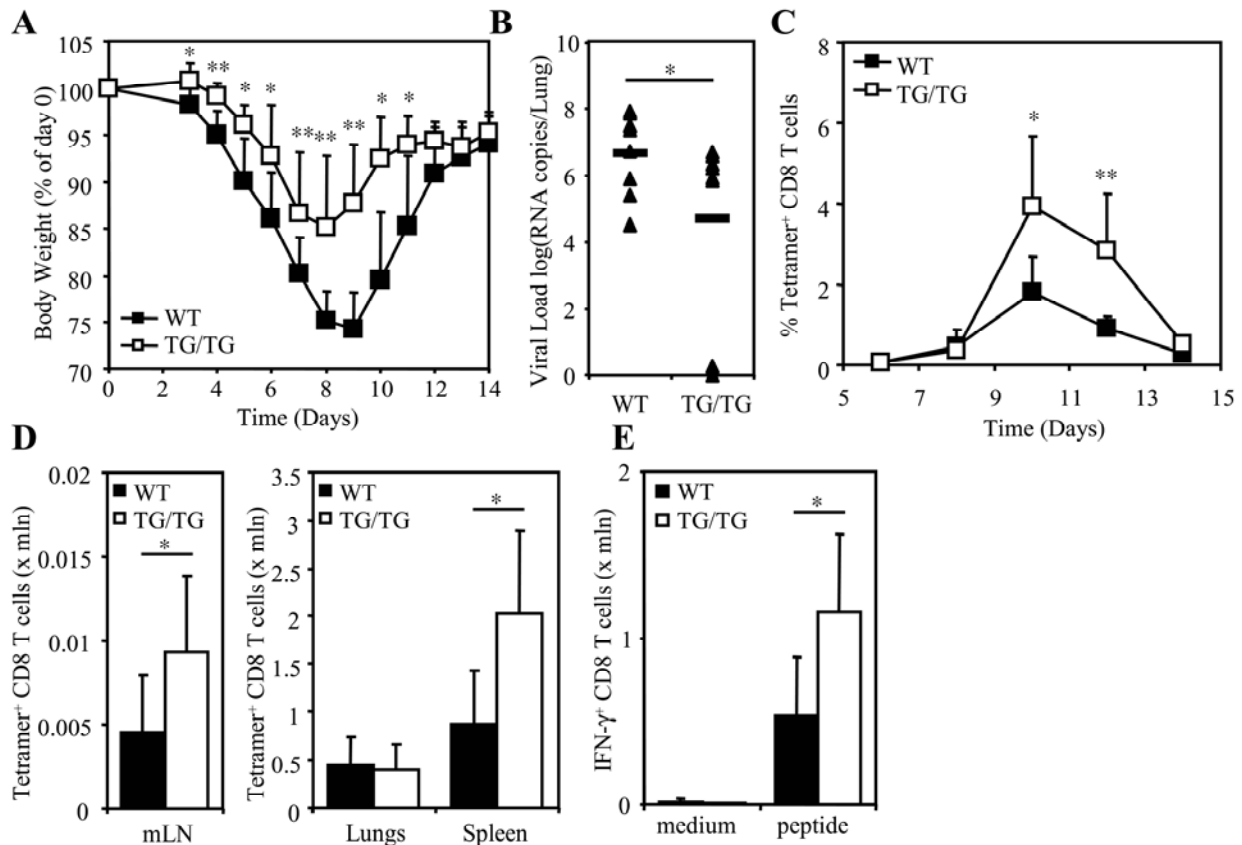 A
Body Weight (% of day 0)
105
100
95
90
85
80
75
70
* ** * * ** ** ** * *
WT
TG/TG
0 2 4 6 8 10 12 14
Time (Days)
B
Viral Load log(RNA copies/Lung)
10
8
6
4
2
0
*
WT TG/TG
C
% Tetramer+ CD8 T cells
8
6
4
2
0
WT
TG/TG
*
**
5 7 9 11 13 15
Time (Days)
D
Tetramer+ CD8 T cells (x mln)
0.02
0.015
0.01
0.005
0
WT
TG/TG
*
mLN
Tetramer+ CD8 T cells (x mln)
3.5
3
2.5
2
1.5
1
0.5
0
WT
TG/TG
*
Lungs Spleen
E
IFN-γ+ CD8 T cells (x mln)
2
1
0
WT
TG/TG
*
medium peptide